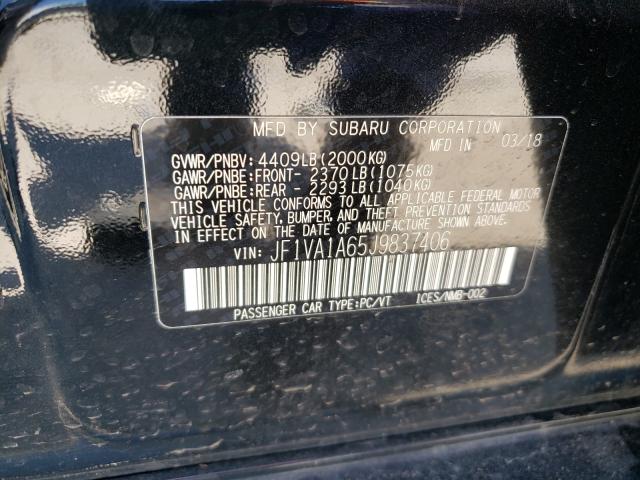 MFD BY SUBARU CORPORATION
MFD IN 03/18
GVWR/PNBV: 4409LB(2000KG)
GAWR/PNBE:FRONT- 2370LB(1075KG)
GAWR/PNBE:REAR - 2293LB(1040KG)
THIS VEHICLE CONFORMS TO ALL APPLICABLE FEDERAL MOTOR
VEHICLE SAFETY, BUMPER, AND THEFT PREVENTION STANDARDS
IN EFFECT ON THE DATE OF MANUFACTURE SHOWN ABOVE.
VIN: JF1VA1A65J9837406
PASSENGER CAR TYPE:PC/VT ICES/NMB-002